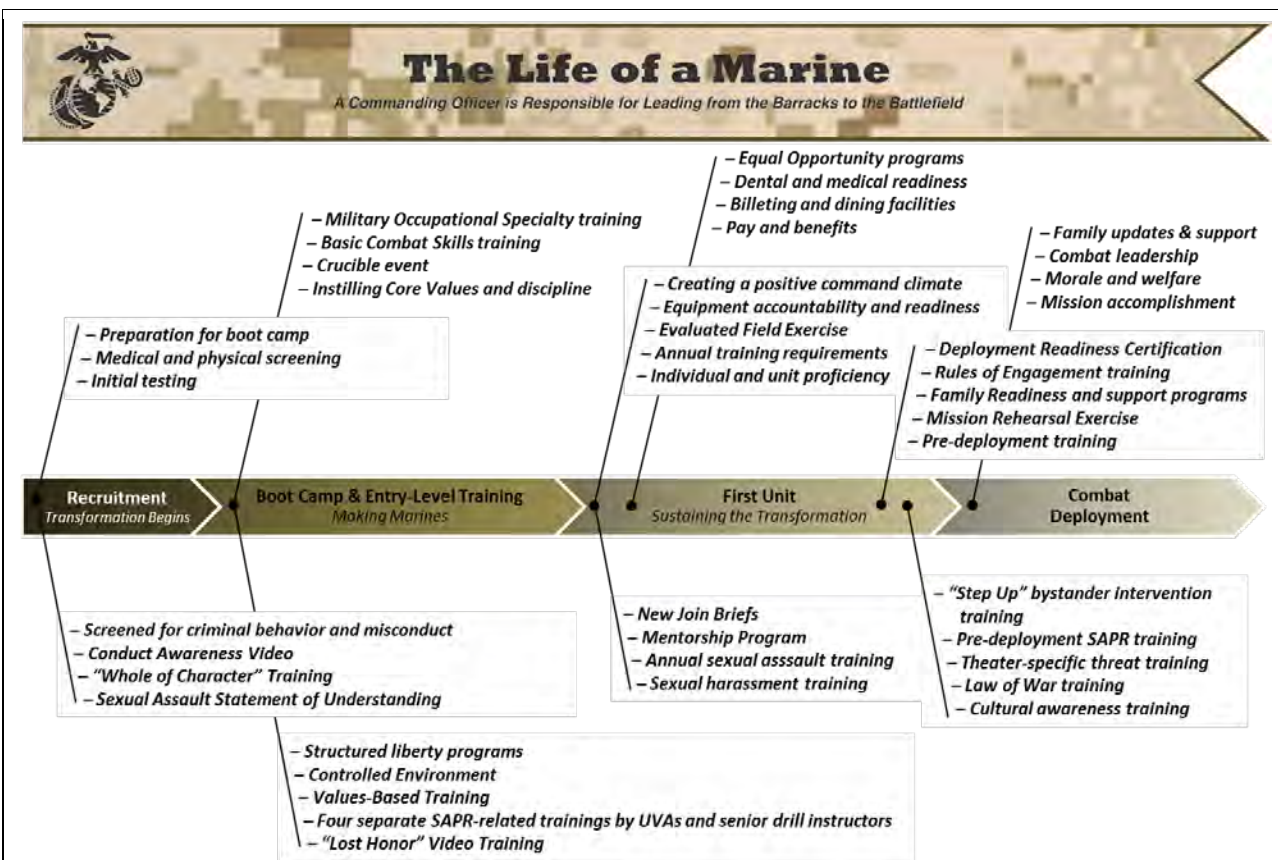 The Life of a Marine
A Commanding Officer is Responsible for Leading from the Barracks to the Battlefield
– Equal Opportunity programs
– Dental and medical readiness
– Billeting and dining facilities
– Pay and benefits
– Military Occupational Specialty training
– Basic Combat Skills training
– Crucible event
– Instilling Core Values and discipline
– Family updates & support
– Combat leadership
– Morale and welfare
– Mission accomplishment
– Preparation for boot camp
– Medical and physical screening
– Initial testing
– Creating a positive command climate
– Equipment accountability and readiness
– Evaluated Field Exercise
– Annual training requirements
– Individual and unit proficiency
– Deployment Readiness Certification
– Rules of Engagement training
– Family Readiness and support programs
– Mission Rehearsal Exercise
– Pre-deployment training
Recruitment
Transformation Begins
Boot Camp & Entry-Level Training
Making Marines
First Unit
Sustaining the Transformation
Combat
Deployment
– Screened for criminal behavior and misconduct
– Conduct Awareness Video
– “Whole of Character” Training
– Sexual Assault Statement of Understanding
– New Join Briefs
– Mentorship Program
– Annual sexual asssault training
– Sexual harassment training
– “Step Up” bystander intervention
training
– Pre-deployment SAPR training
– Theater-specific threat training
– Law of War training
– Cultural awareness training
– Structured liberty programs
– Controlled Environment
– Values-Based Training
– Four separate SAPR-related trainings by UVAs and senior drill instructors
– “Lost Honor” Video Training